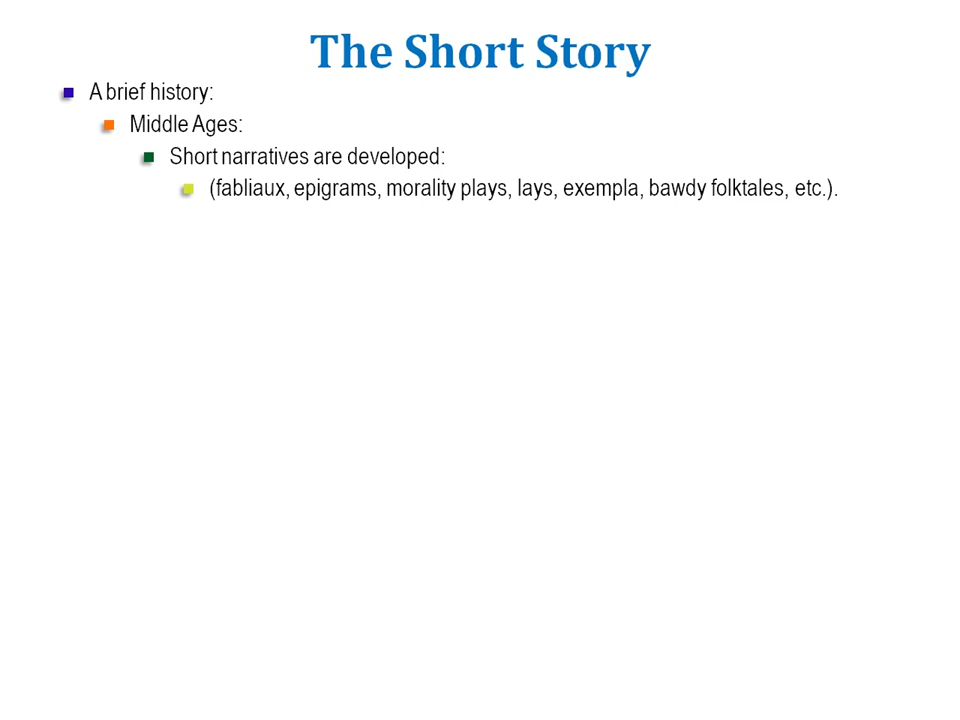 The Short Story
A brief history:
Middle Ages:
Short narratives are developed:
(fabliaux, epigrams, morality plays, lays, exempla, bawdy folktales, etc.).